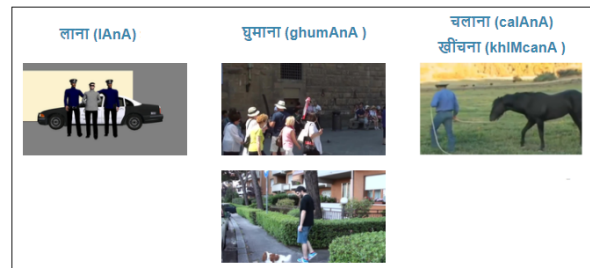 लाना (lAnA)
घुमाना (ghumAnA )
चलाना (calAnA)
खींचना (khIMcanA )